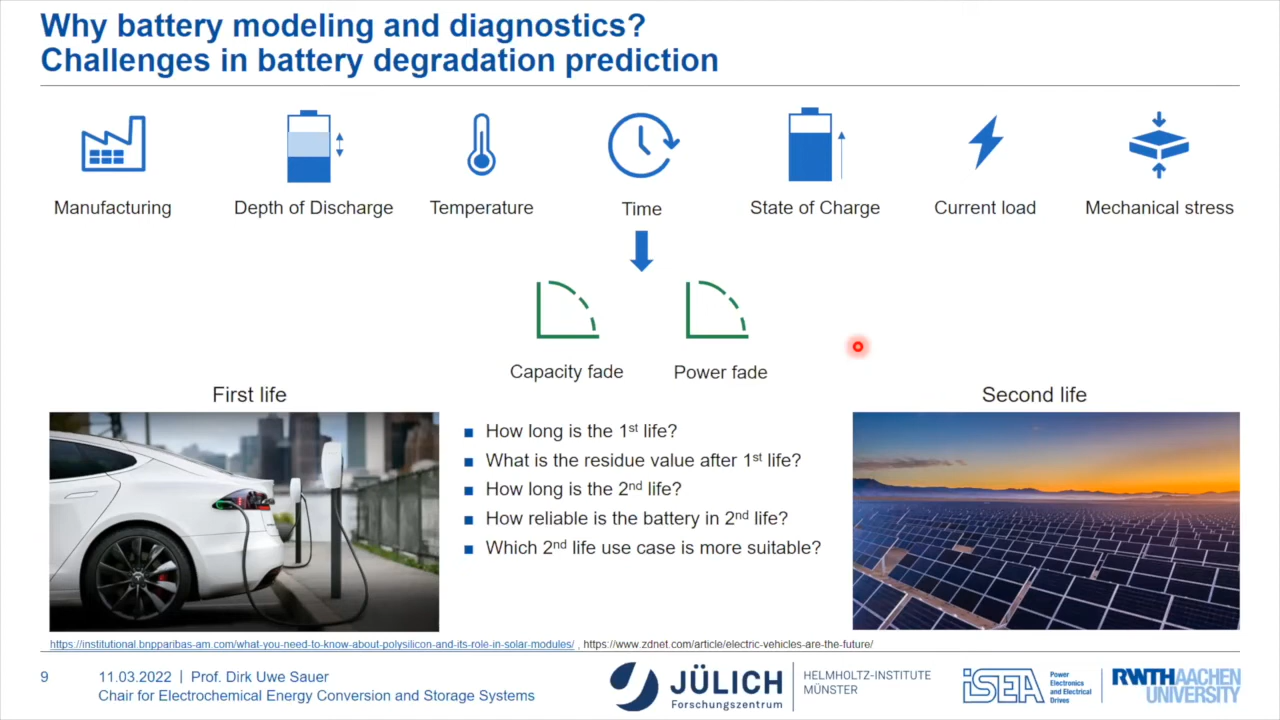 Why battery modeling and diagnostics?
Challenges in battery degradation prediction
Manufacturing
Depth of Discharge
Temperature
Time
State of Charge
Current load
Mechanical stress
Capacity fade
Power fade
First life
Second life
How long is the 1st life?
What is the residue value after 1st life?
How long is the 2nd life?
How reliable is the battery in 2nd life?
Which 2nd life use case is more suitable?
https://institutional.bnpparibas-am.com/what-you-need-to-know-about-polysilicon-and-its-role-in-solar-modules/ , https://www.zdnet.com/article/electric-vehicles-are-the-future/
9
11.03.2022 | Prof. Dirk Uwe Sauer
Chair for Electrochemical Energy Conversion and Storage Systems
JÜLICH
Forschungszentrum
HELMHOLTZ-INSTITUTE
MÜNSTER
iSEA
Power
Electronics
and Electrical
Drives
RWTHAACHEN
UNIVERSITY